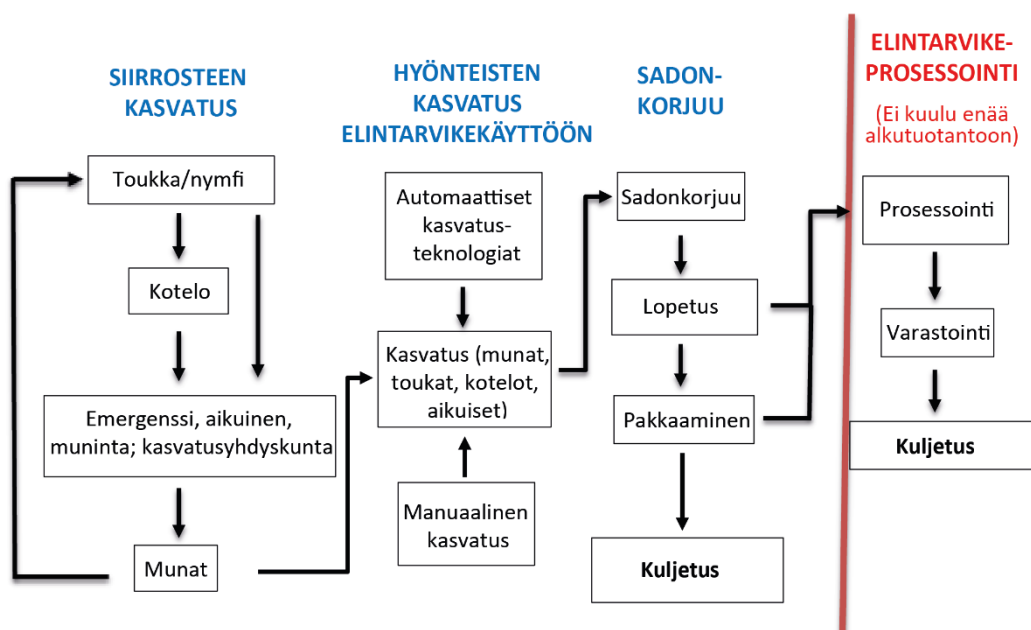 SIIRROSTEEN
KASVATUS
Toukka/nymfi
Kotelo
Emergenssi, aikuinen,
muninta; kasvatusyhdyskunta
Munat
HYÖNTEISTEN
KASVATUS
ELINTARVIKEKÄYTTÖÖN
Automaattiset
kasvatus-
teknologiat
Kasvatus (munat,
toukat, kotelot,
aikuiset)
Manuaalinen
kasvatus
SADON-
KORJUU
Sadonkorjuu
Lopetus
Pakkaaminen
Kuljetus
ELINTARVIKE-
PROSESSOINTI
(Ei kuulu enää
alkutuotantoon)
Prosessointi
Varastointi
Kuljetus